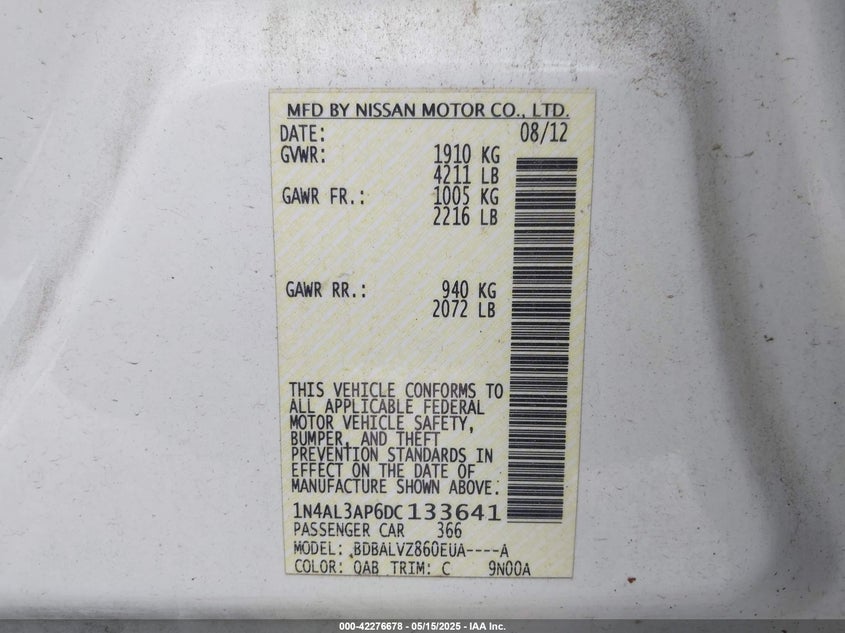 MFD BY NISSAN MOTOR CO., LTD.
DATE: 08/12
GVWR: 1910 KG
4211 LB
GAWR FR.: 1005 KG
2216 LB
GAWR RR.: 940 KG
2072 LB
THIS VEHICLE CONFORMS TO
ALL APPLICABLE FEDERAL
MOTOR VEHICLE SAFETY,
BUMPER, AND THEFT
PREVENTION STANDARDS IN
EFFECT ON THE DATE OF
MANUFACTURE SHOWN ABOVE.
1N4AL3AP6DC133641
PASSENGER CAR 366
MODEL: BDBALVZ860EUA----A
COLOR: QAB TRIM: C 9N00A
000-42276678 - 05/15/2025 - IAA Inc.